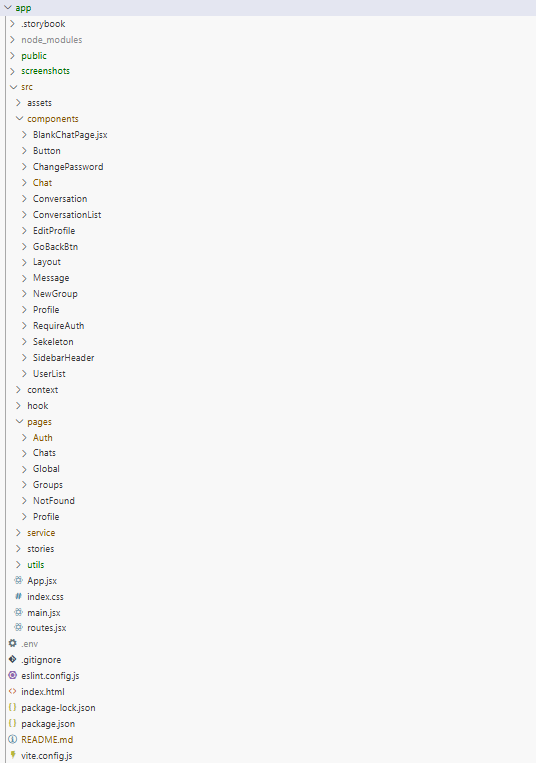 app
.storybook
node_modules
public
screenshots
src
assets
components
BlankChatPage.jsx
Button
ChangePassword
Chat
Conversation
ConversationList
EditProfile
GoBackBtn
Layout
Message
NewGroup
Profile
RequireAuth
Sekeleton
SidebarHeader
UserList
context
hook
pages
Auth
Chats
Global
Groups
NotFound
Profile
service
stories
utils
App.jsx
index.css
main.jsx
routes.jsx
.env
.gitignore
eslint.config.js
index.html
package-lock.json
package.json
README.md
vite.config.js